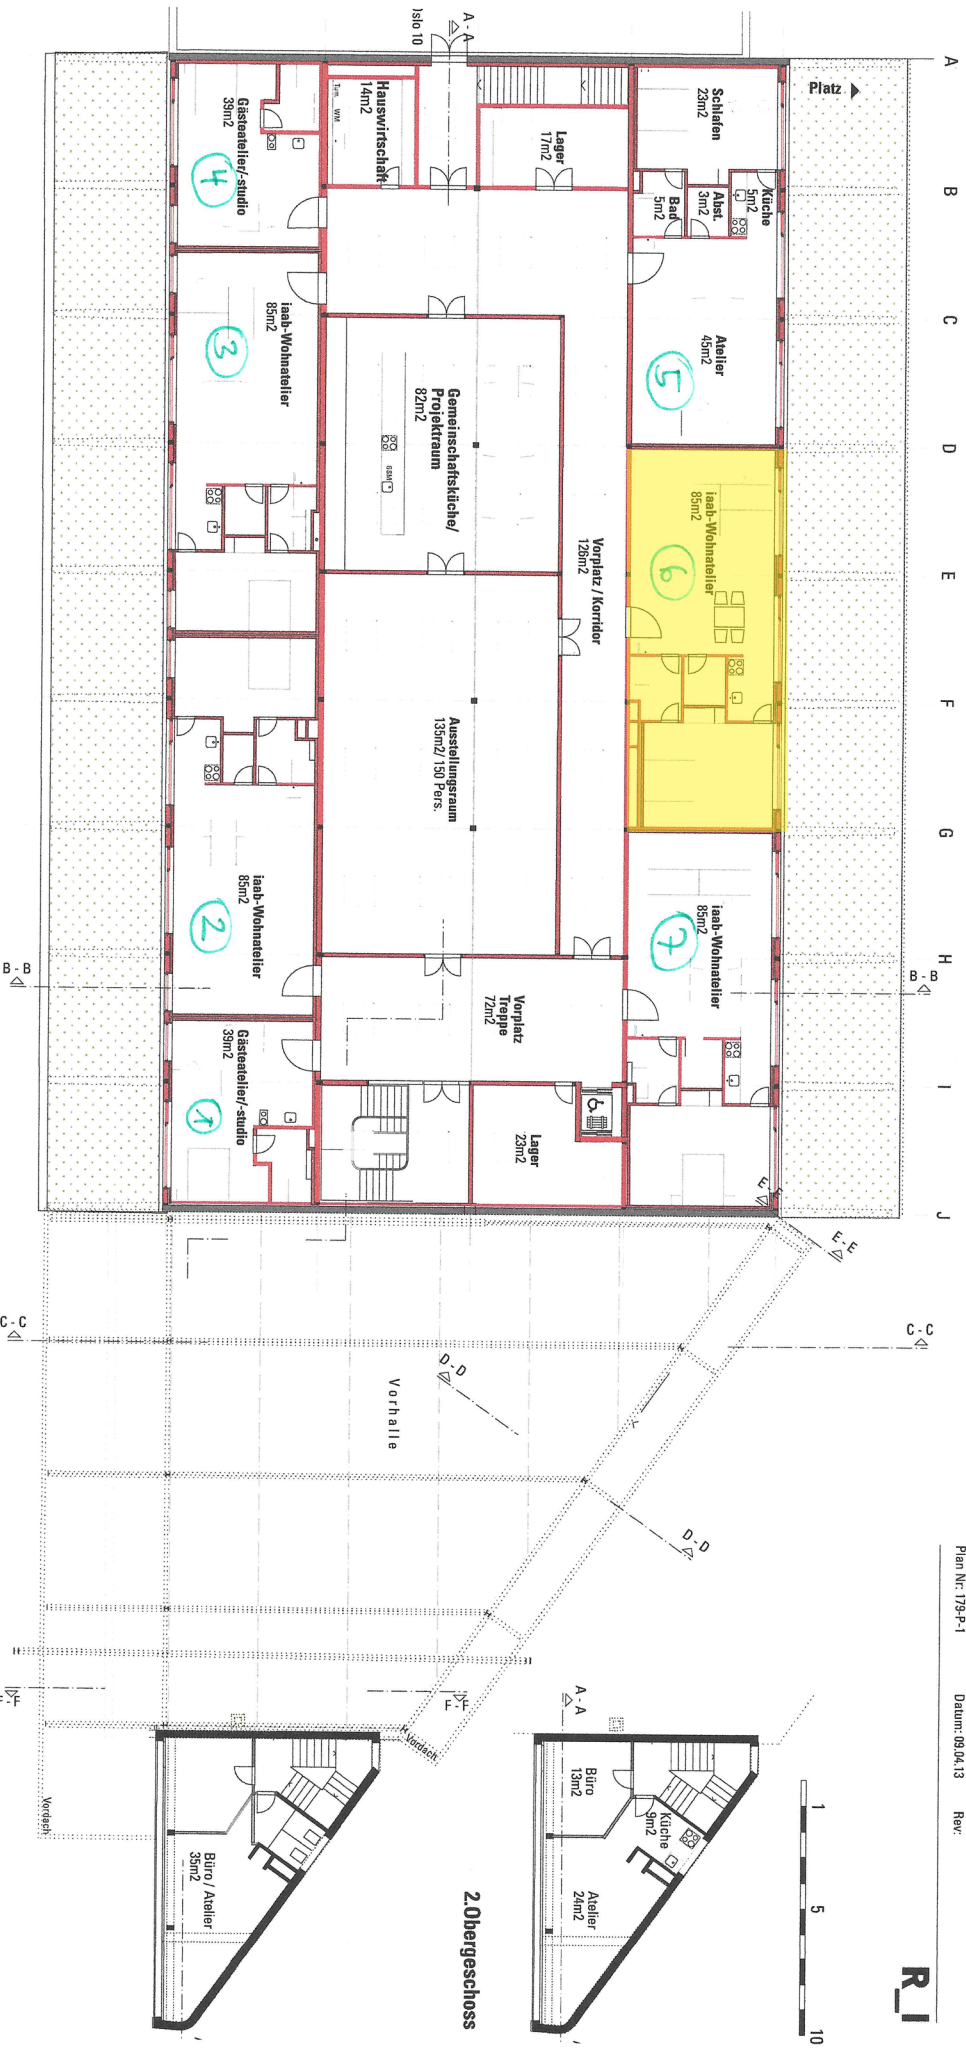 Plan Nr: 179-P-1
Datum: 09.04.13
Rev:
R_I
A
B
C
D
E
F
G
H
I
J
Platz
A - A
Schlafen
23m2
Küche
5m2
Abst.
3m2
Bad
5m2
Atelier
45m2
5
iaab-Wohnatelier
85m2
6
iaab-Wohnatelier
85m2
7
Lager
17m2
Hauswirtschaft
14m2
Tum.
WM
Gemeinschaftsküche/
Projektraum
82m2
GSM
Vorplatz / Korridor
126m2
Ausstellungsraum
135m2/ 150 Pers.
Vorplatz
Treppe
72m2
Lager
23m2
Gästeatelier/-studio
39m2
4
iaab-Wohnatelier
85m2
3
iaab-Wohnatelier
85m2
2
Gästeatelier/-studio
39m2
1
B - B
B - B
E - E
E - E
C - C
C - C
D - D
D - D
Vorhalle
F - F
F - F
Vordach
Vordach
A - A
Büro
13m2
Küche
9m2
Atelier
24m2
2.Obergeschoss
Büro / Atelier
35m2
1
5
10